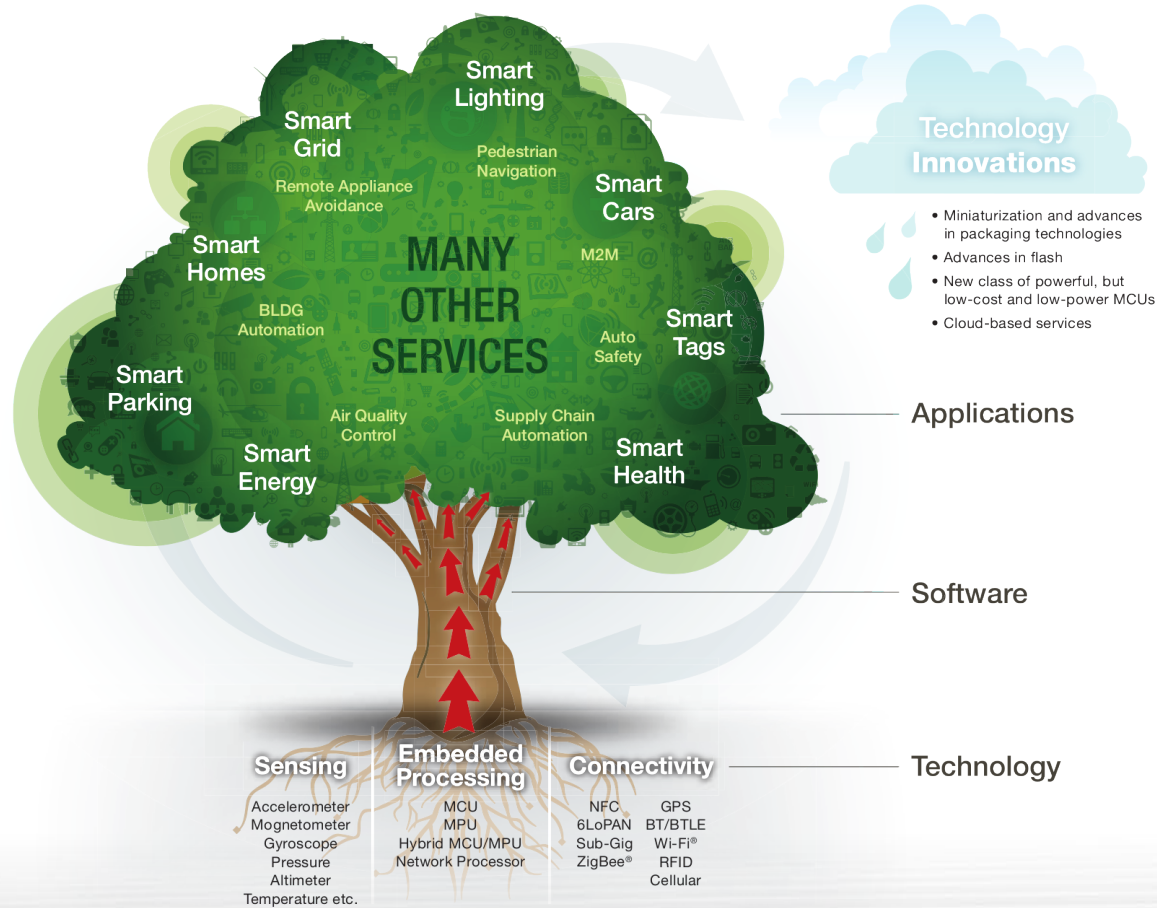 Smart
Lighting
Smart
Grid
Pedestrian
Navigation
Remote Appliance
Avoidance
Smart
Cars
Smart
Homes
MANY
OTHER
SERVICES
M2M
BLDG
Automation
Smart
Tags
Auto
Safety
Smart
Parking
Air Quality
Control
Supply Chain
Automation
Smart
Energy
Smart
Health
Technology
Innovations
• Miniaturization and advances
in packaging technologies
• Advances in flash
• New class of powerful, but
low-cost and low-power MCUs
• Cloud-based services
Applications
Software
Technology
Sensing
Accelerometer
Mognetometer
Gyroscope
Pressure
Altimeter
Temperature etc.
Embedded
Processing
MCU
MPU
Hybrid MCU/MPU
Network Processor
Connectivity
NFC
6LoPAN
Sub-Gig
ZigBee®
GPS
BT/BTLE
Wi-Fi®
RFID
Cellular